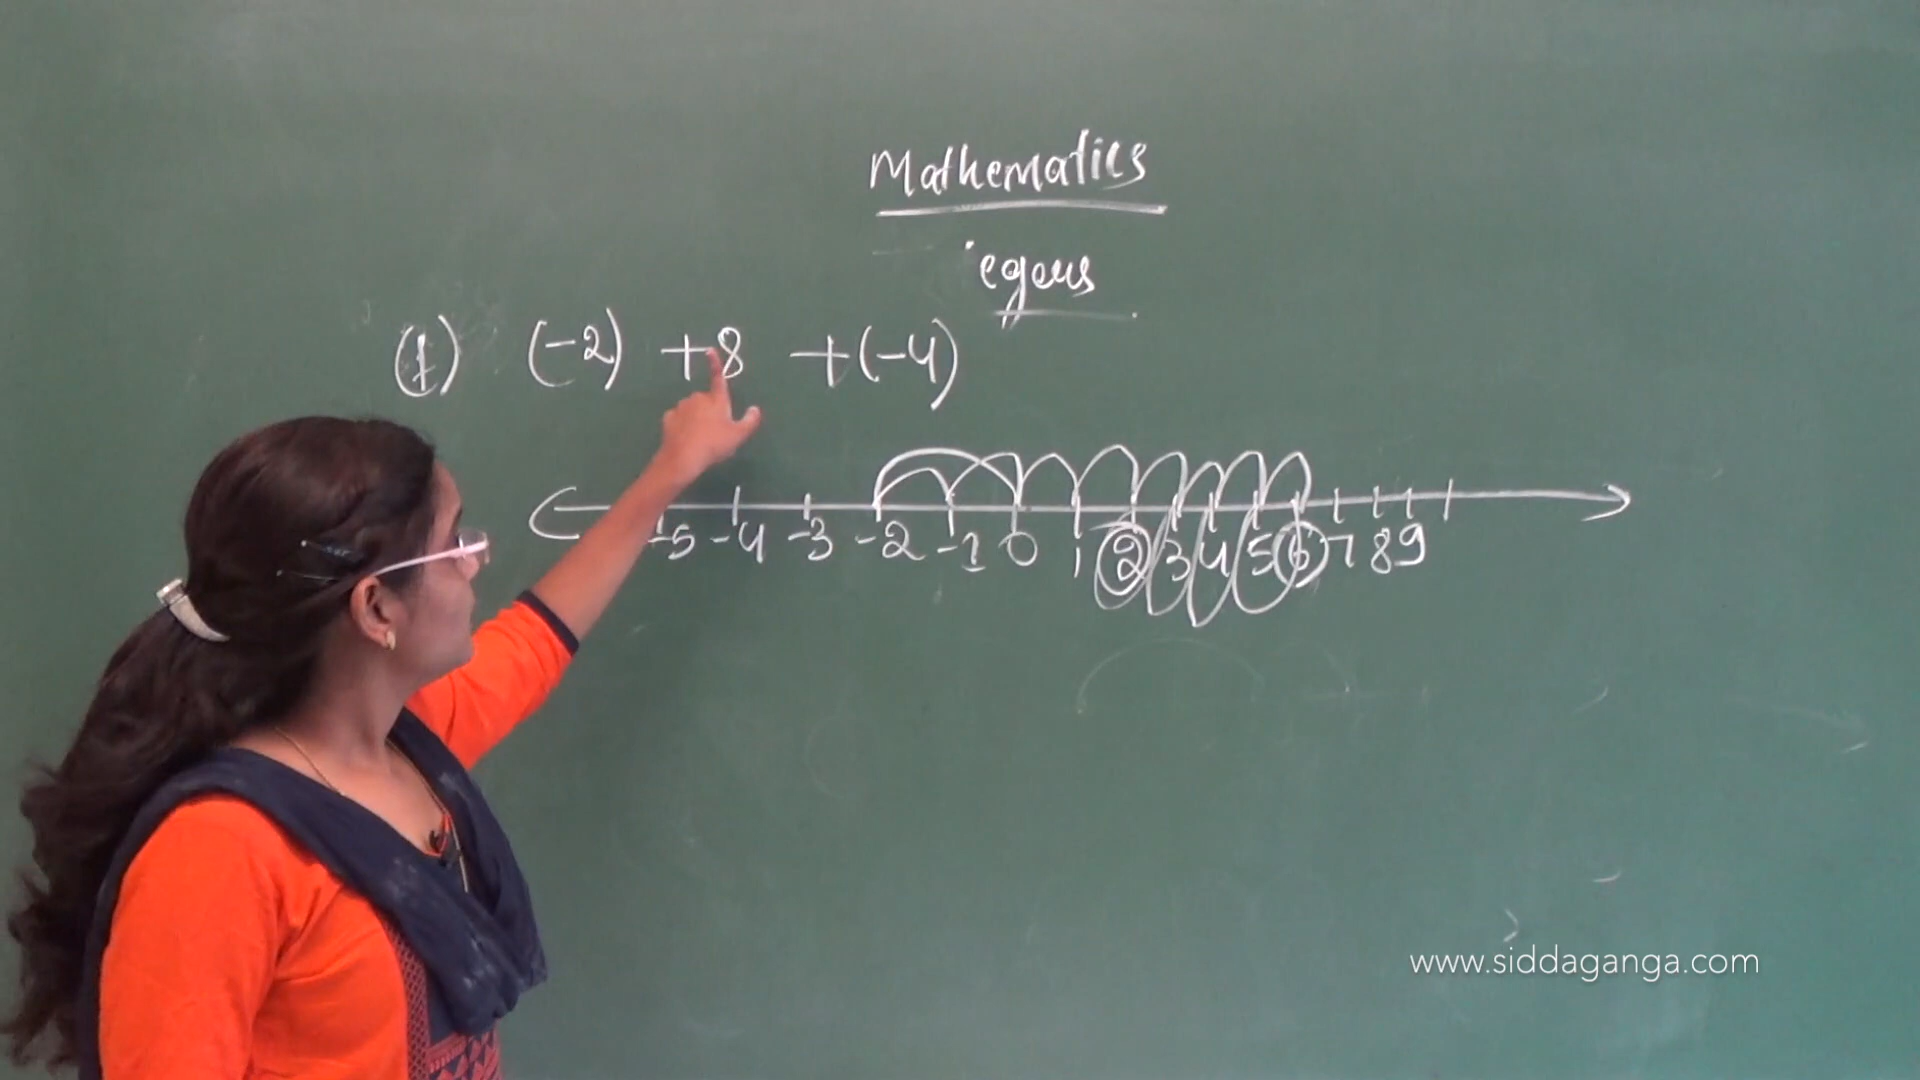 Mathematics
egers
(1) (-2) +8 +(-4)
-5 -4 -3 -2 -1 0 1 2 3 4 5 6 7 8 9
www.siddaganga.com